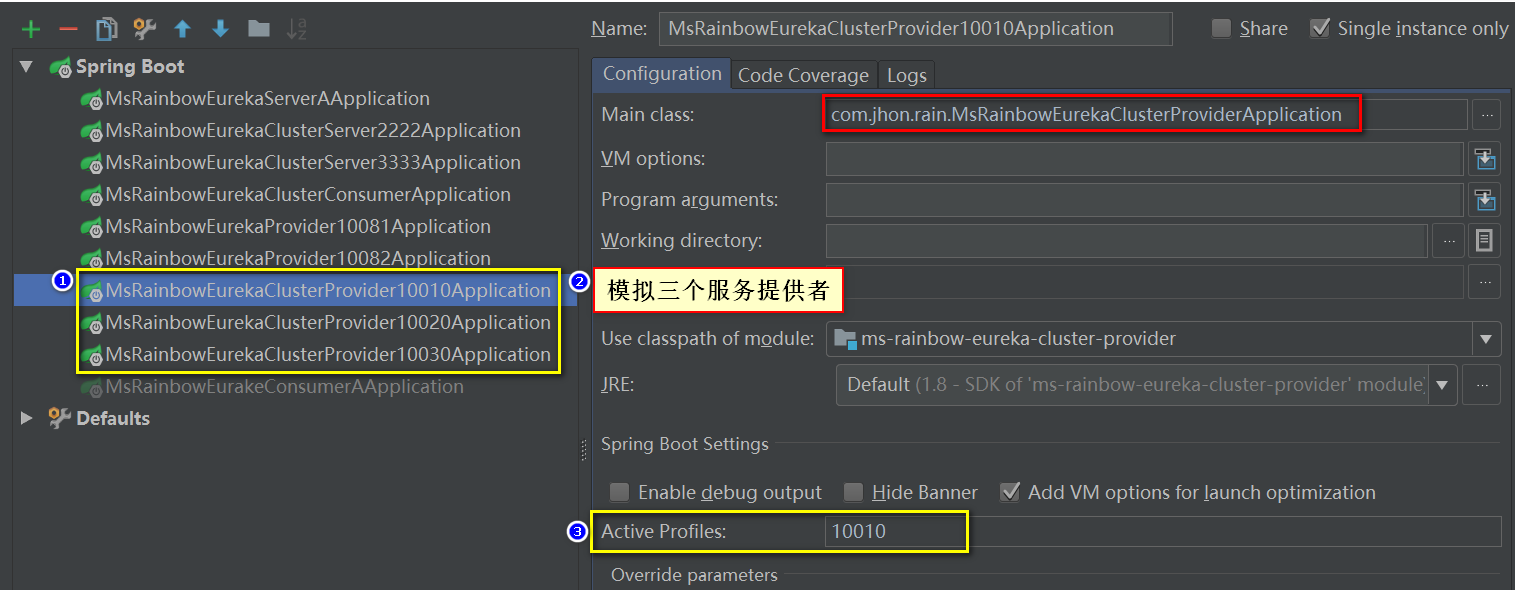 Name: MsRainbowEurekaClusterProvider10010Application Share Single instance only
Spring Boot
MsRainbowEurekaServerAApplication
MsRainbowEurekaClusterServer2222Application
MsRainbowEurekaClusterServer3333Application
MsRainbowEurekaClusterConsumerApplication
MsRainbowEurekaProvider10081Application
MsRainbowEurekaProvider10082Application
1 MsRainbowEurekaClusterProvider10010Application
MsRainbowEurekaClusterProvider10020Application
MsRainbowEurekaClusterProvider10030Application
MsRainbowEurakeConsumerAApplication
Defaults
Configuration Code Coverage Logs
Main class: com.jhon.rain.MsRainbowEurekaClusterProviderApplication ...
VM options:
Program arguments:
Working directory: ...
2 模拟三个服务提供者 ...
Use classpath of module: ms-rainbow-eureka-cluster-provider
JRE: Default (1.8 - SDK of 'ms-rainbow-eureka-cluster-provider' module) ...
Spring Boot Settings
Enable debug output Hide Banner Add VM options for launch optimization
3 Active Profiles: 10010
Override parameters